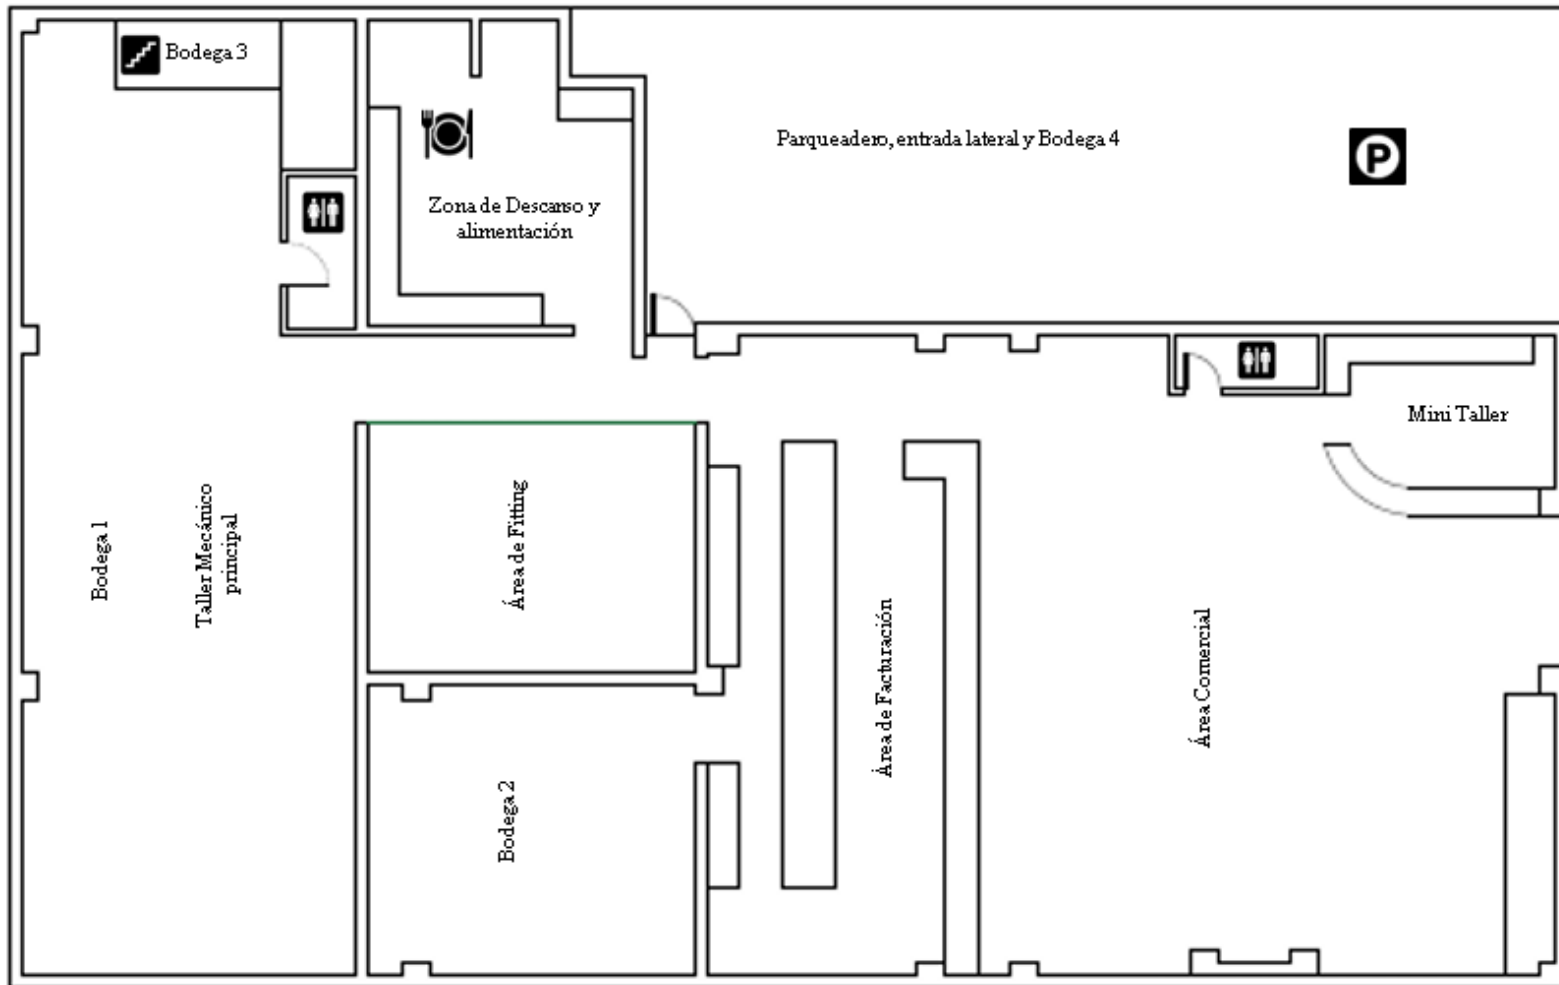 Bodega 3
Parqueadero, entrada lateral y Bodega 4
P
Zona de Descanso y
alimentación
Mini Taller
Bodega 1
Taller Mecánico
principal
Área de Fitting
Bodega 2
Área de Facturación
Área Comercial